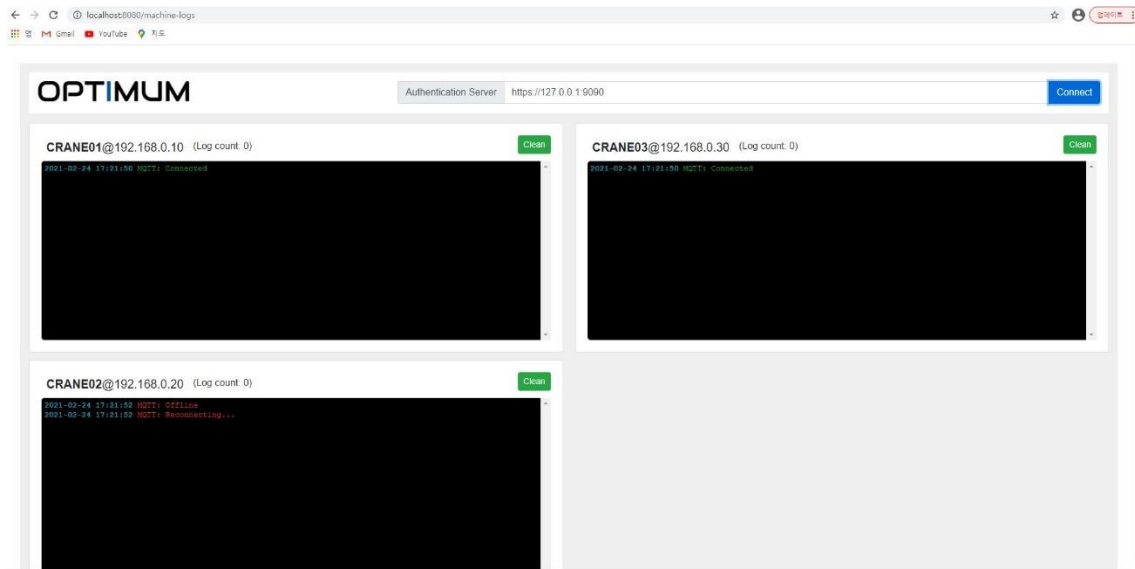 localhost:8080/machine-logs
업데이트
앱 Gmail YouTube 지도
OPTIMUM
Authentication Server https://127.0.0.1:9090 Connect
CRANE01@192.168.0.10 (Log count: 0) Clean
2021-02-24 17:21:50 MQTT: Connected
CRANE03@192.168.0.30 (Log count: 0) Clean
2021-02-24 17:21:50 MQTT: Connected
CRANE02@192.168.0.20 (Log count: 0) Clean
2021-02-24 17:21:52 MQTT: Offline
2021-02-24 17:21:52 MQTT: Reconnecting...